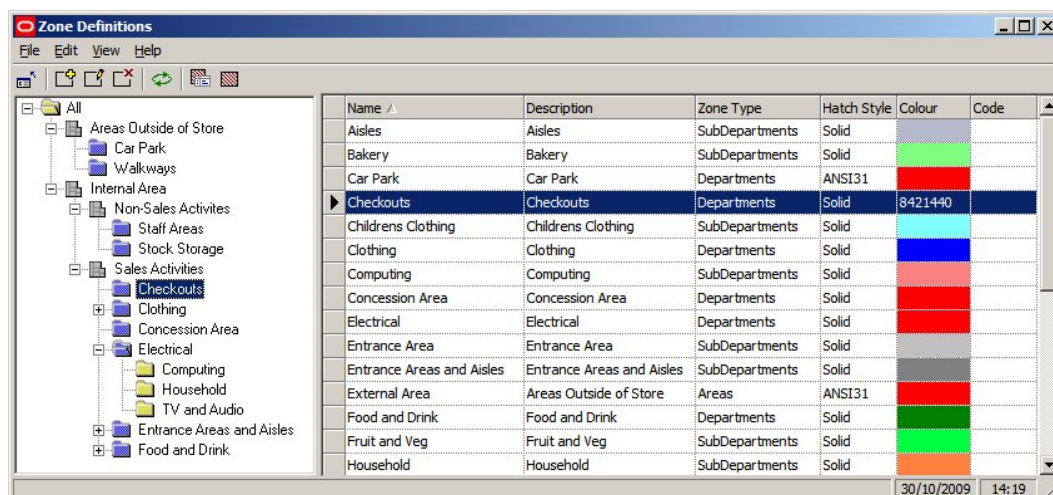 Zone Definitions
File Edit View Help
All
Areas Outside of Store
Car Park
Walkways
Internal Area
Non-Sales Activites
Staff Areas
Stock Storage
Sales Activities
Checkouts
Clothing
Concession Area
Electrical
Computing
Household
TV and Audio
Entrance Areas and Aisles
Food and Drink
Name Description Zone Type Hatch Style Colour Code
Aisles Aisles SubDepartments Solid
Bakery Bakery SubDepartments Solid
Car Park Car Park Departments ANSI31
Checkouts Checkouts Departments Solid 8421440
Childrens Clothing Childrens Clothing SubDepartments Solid
Clothing Clothing Departments Solid
Computing Computing SubDepartments Solid
Concession Area Concession Area Departments Solid
Electrical Electrical Departments Solid
Entrance Area Entrance Area SubDepartments Solid
Entrance Areas and Aisles Entrance Areas and Aisles SubDepartments Solid
External Area Areas Outside of Store Areas ANSI31
Food and Drink Food and Drink Departments Solid
Fruit and Veg Fruit and Veg SubDepartments Solid
Household Household SubDepartments Solid
30/10/2009 14:19